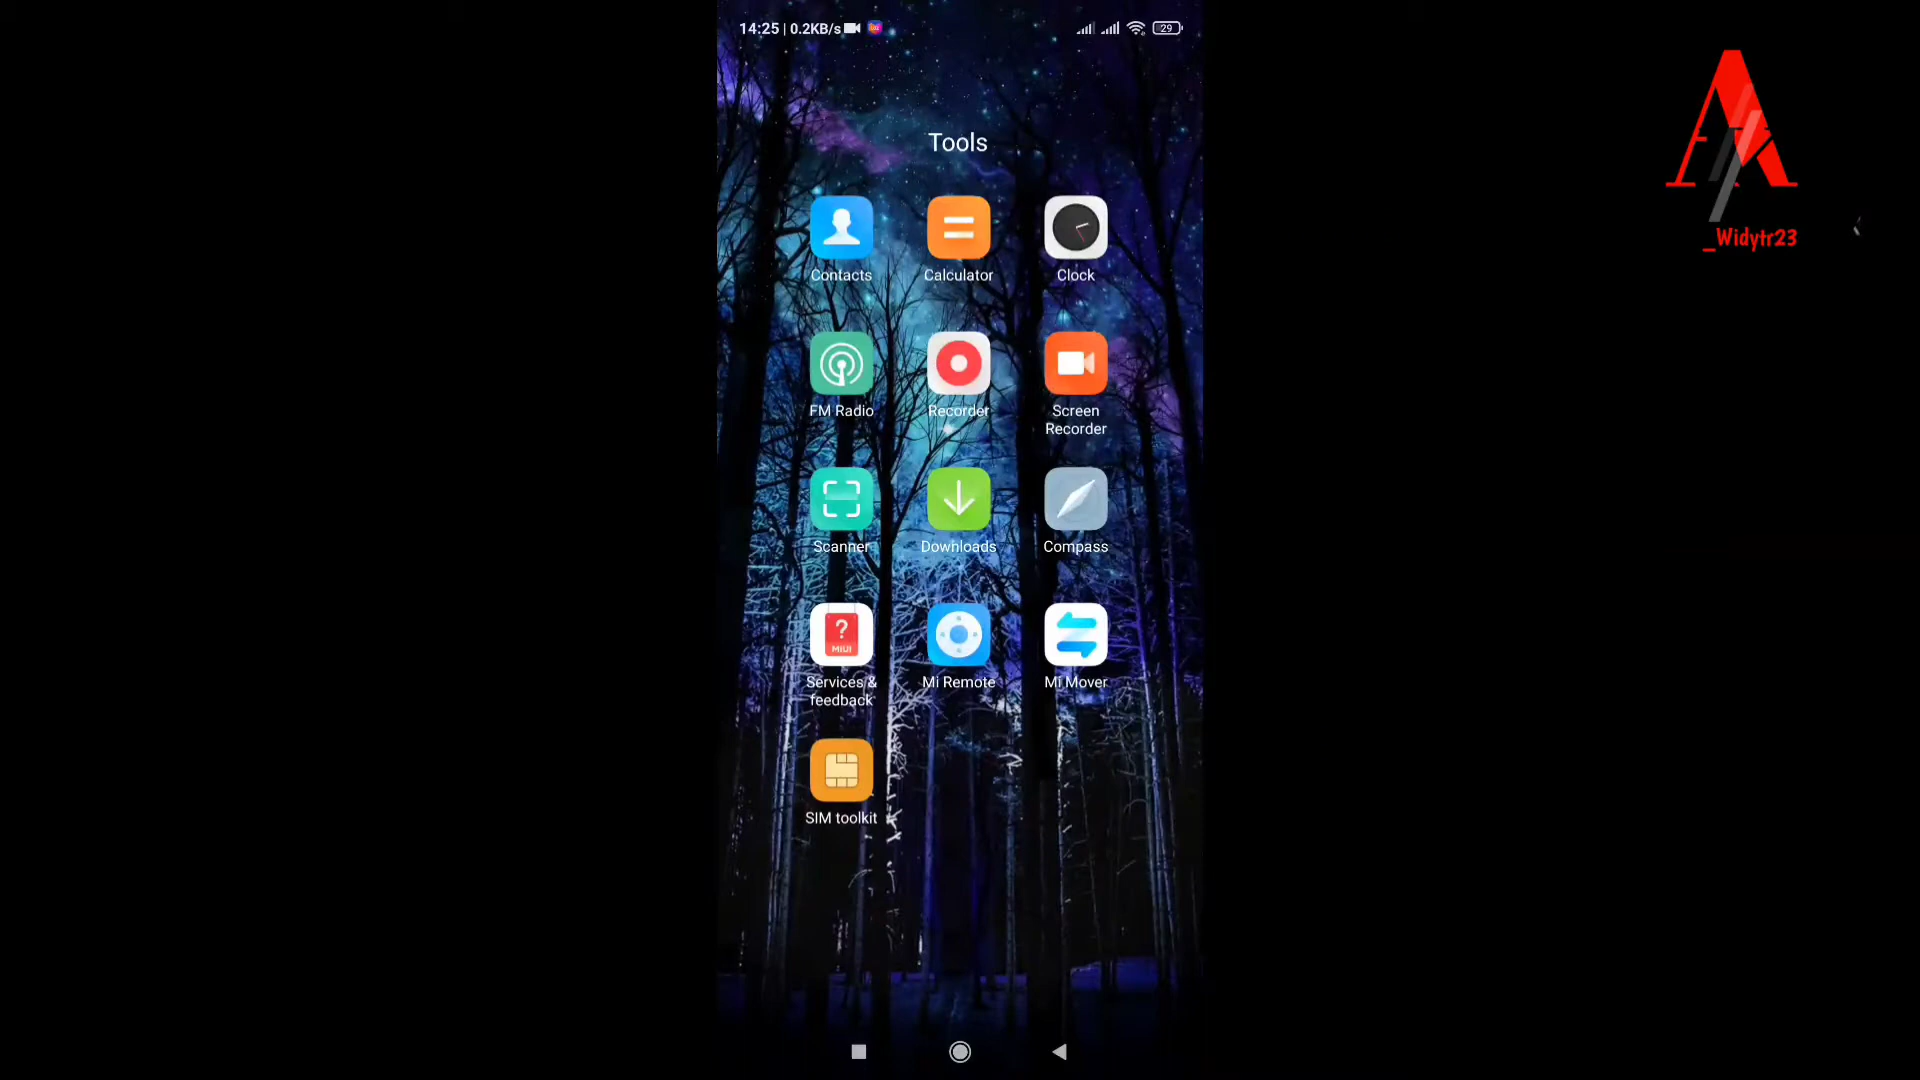 14:25 | 0.2KB/s
29
_Widytr23
Tools
Contacts
Calculator
Clock
FM Radio
Recorder
Screen
Recorder
Scanner
Downloads
Compass
?
MIUI
Services &
feedback
Mi Remote
Mi Mover
SIM toolkit